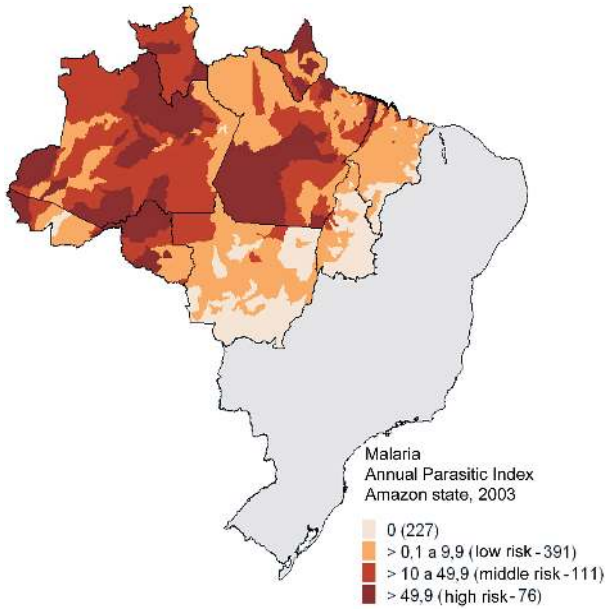 Malaria
Annual Parasitic Index
Amazon state, 2003
0 (227)
> 0,1 a 9,9 (low risk - 391)
> 10 a 49,9 (middle risk - 111)
> 49,9 (high risk - 76)